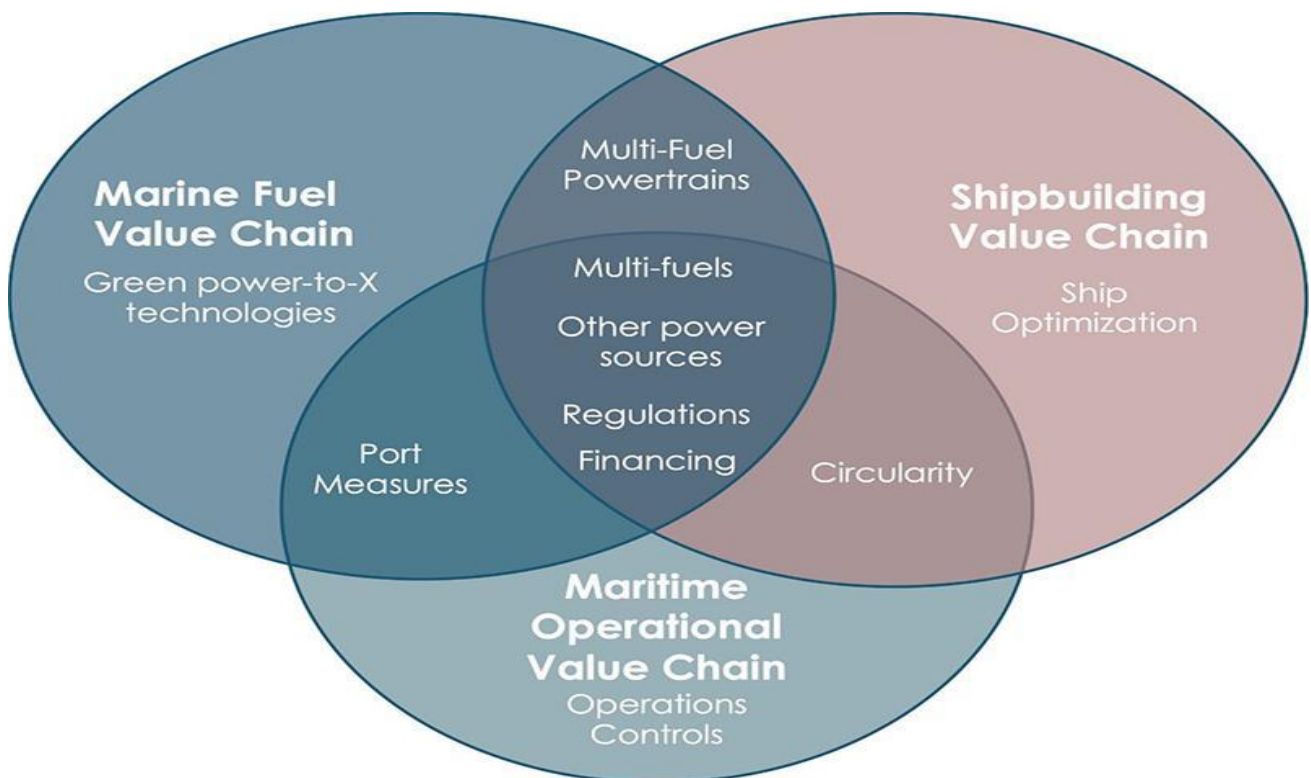 Marine Fuel
Value Chain
Green power-to-X
technologies
Multi-Fuel
Powertrains
Shipbuilding
Value Chain
Ship
Optimization
Multi-fuels
Other power
sources
Regulations
Financing
Port
Measures
Circularity
Maritime
Operational
Value Chain
Operations
Controls